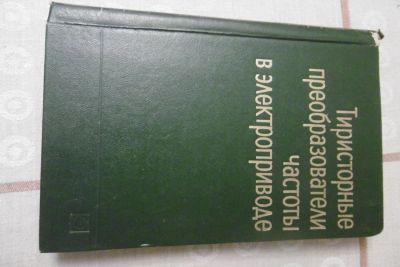 Тиристорные
преобразователи
частоты
в электроприводе